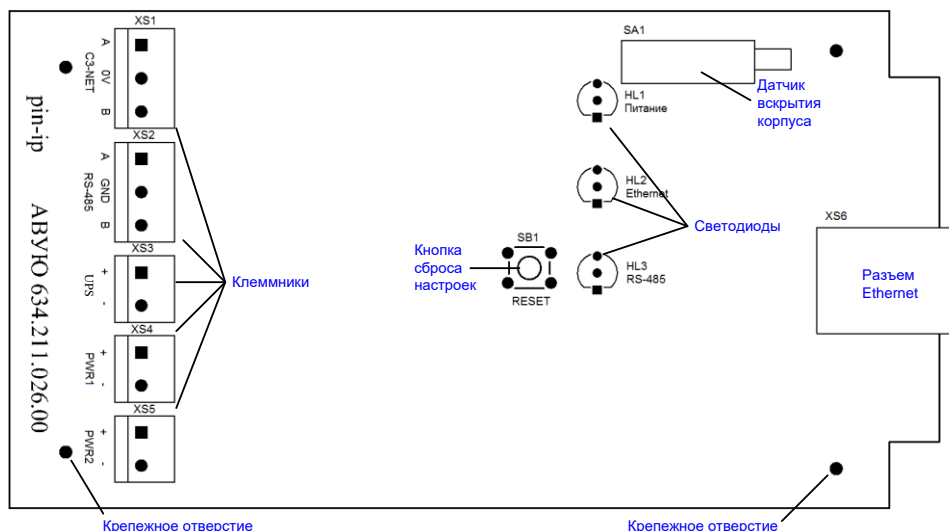 XS1
A
0V
B
C3-NET
XS2
A
GND
B
RS-485
XS3
+
-
UPS
XS4
+
-
PWR1
XS5
+
-
PWR2
pin-ip
АВУЮ 634.211.026.00
Клеммники
Кнопка
сброса
настроек
SB1
RESET
SA1
Датчик
вскрытия
корпуса
HL1
Питание
HL2
Ethernet
HL3
RS-485
Светодиоды
XS6
Разъем
Ethernet
Крепежное отверстие
Крепежное отверстие